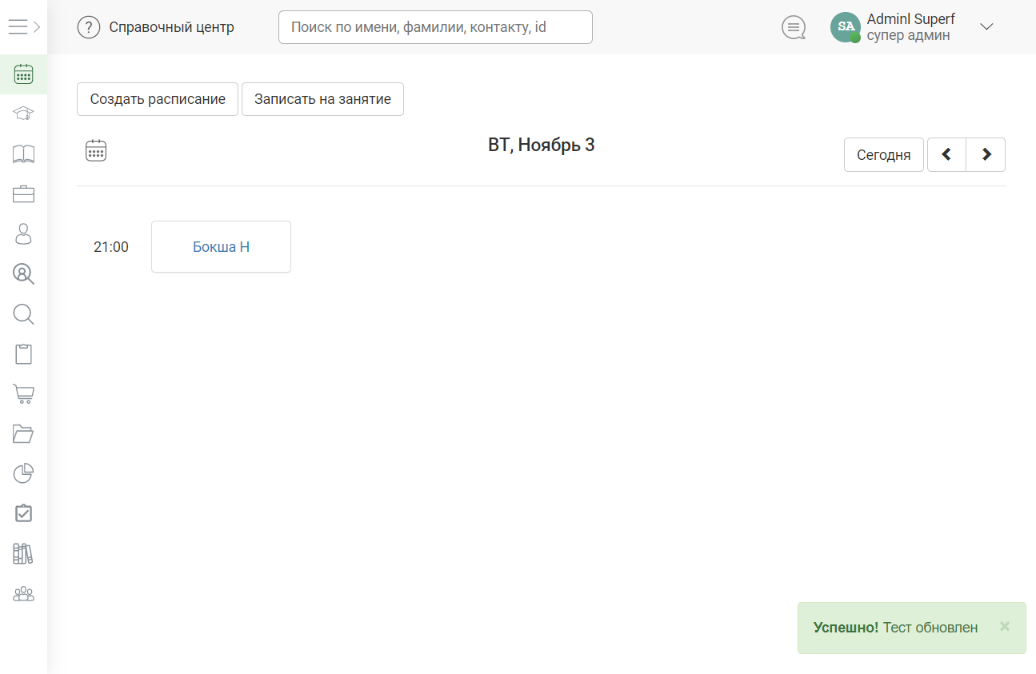 ? Справочный центр
Поиск по имени, фамилии, контакту, id
SA
AdminI Superf
супер админ
Создать расписание
Записать на занятие
ВТ, Ноябрь 3
Сегодня
21:00
Бокша Н
Успешно! Тест обновлен ×